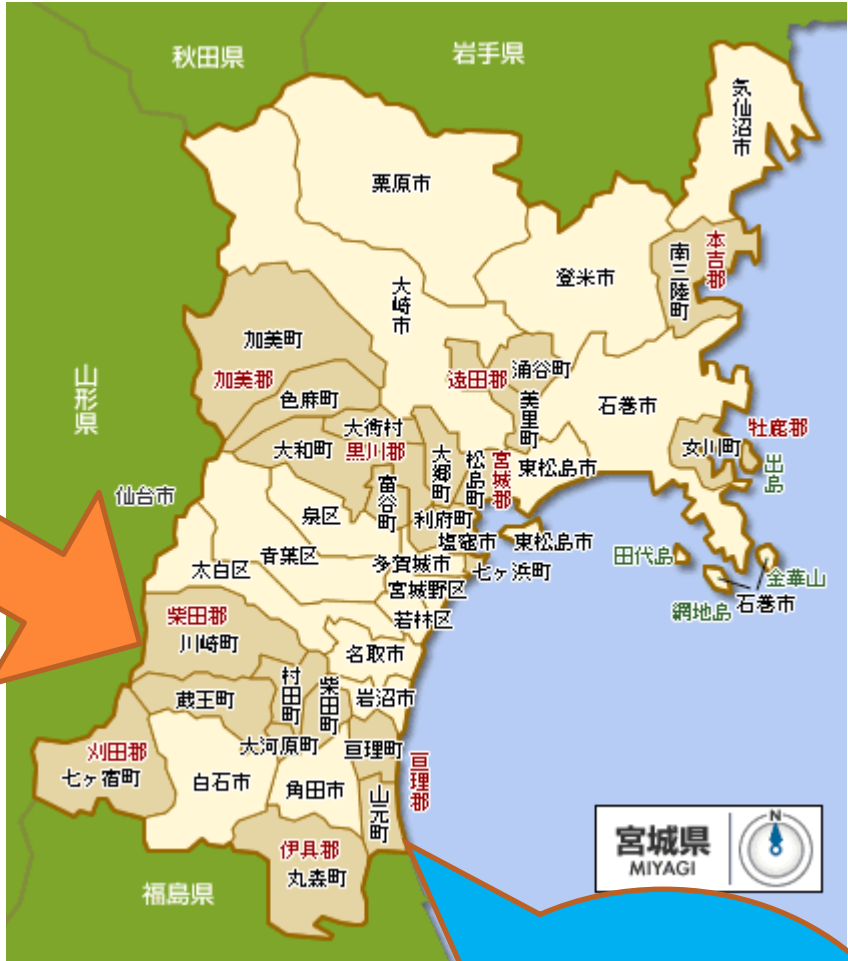 秋田県
岩手県
気仙沼市
栗原市
本吉郡
南三陸町
登米市
大崎市
加美町
加美郡
色麻町
遠田郡
涌谷町
美里町
石巻市
山形県
大衡村
大和町
黒川郡
大郷町
松島町
宮城郡
東松島市
女川町
牡鹿郡
出島
仙台市
泉区
富谷町
利府町
塩竈市
東松島市
青葉区
太白区
多賀城市
七ヶ浜町
田代島
金華山
宮城野区
網地島
石巻市
柴田郡
川崎町
若林区
名取市
村田町
柴田町
蔵王町
岩沼市
大河原町
亘理町
刈田郡
七ヶ宿町
白石市
角田市
山元町
亘理郡
伊具郡
丸森町
福島県
宮城県
MIYAGI
N